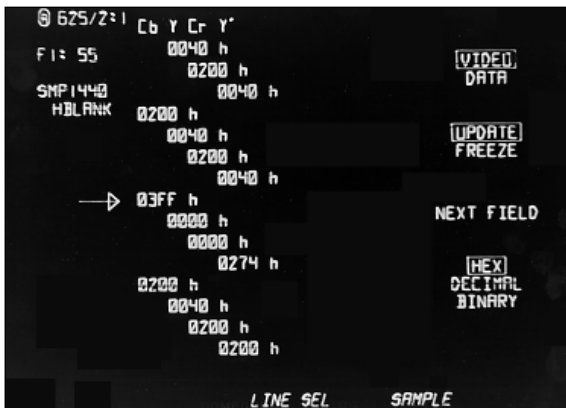 @ 625/2:1
Cb Y Cr Y*
F1: 55
SMP1440
HBLANK
0040 h
0200 h
0040 h
0200 h
0040 h
0200 h
0040 h
03FF h
0000 h
0000 h
0274 h
0200 h
0040 h
0200 h
0200 h
VIDEO
DATA
UPDATE
FREEZE
NEXT FIELD
HEX
DECIMAL
BINARY
LINE SEL
SAMPLE